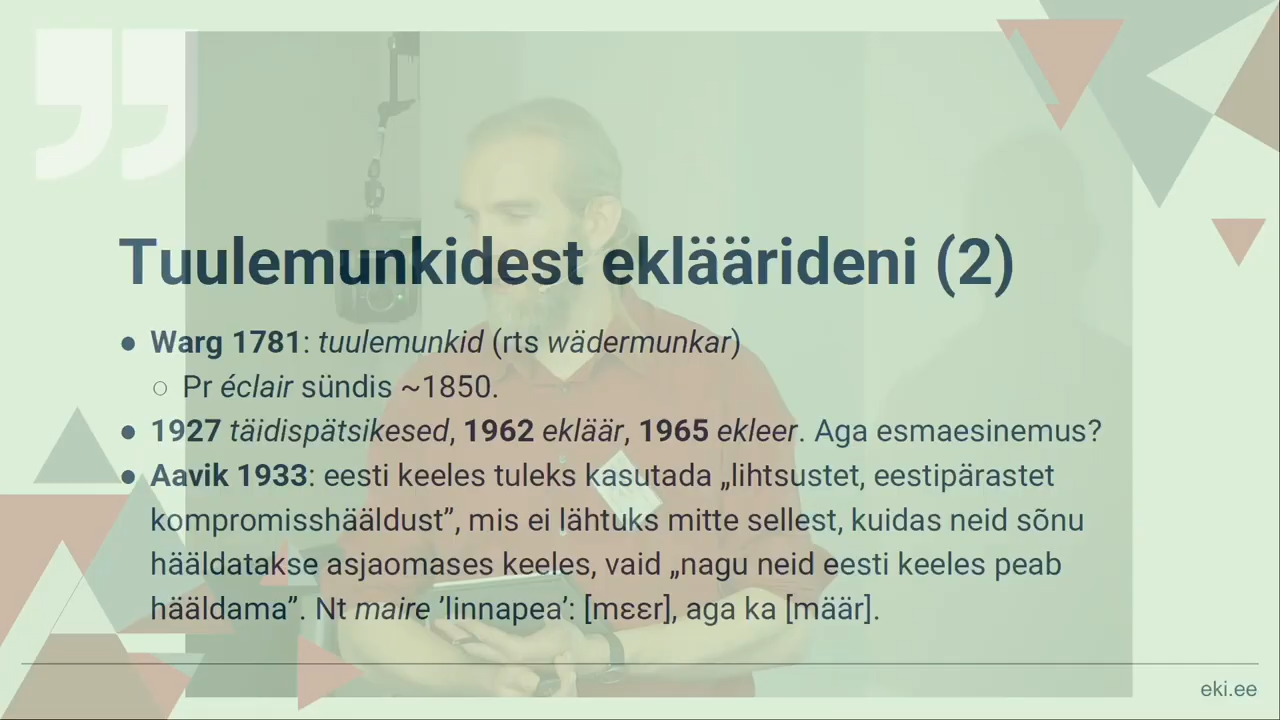 Tuulemunkidest ekläärideni (2)
● Warg 1781: tuulemunkid (rts wädermunkar)
○ Pr éclair sündis ~1850.
● 1927 täidispätsikesed, 1962 ekläär, 1965 ekleer. Aga esmaesinemus?
● Aavik 1933: eesti keeles tuleks kasutada „lihtsustet, eestipärastet
kompromisshääldust”, mis ei lähtuks mitte sellest, kuidas neid sõnu
hääldatakse asjaomases keeles, vaid „nagu neid eesti keeles peab
hääldama”. Nt maire ’linnapea’: [mɛɛr], aga ka [määr].
eki.ee